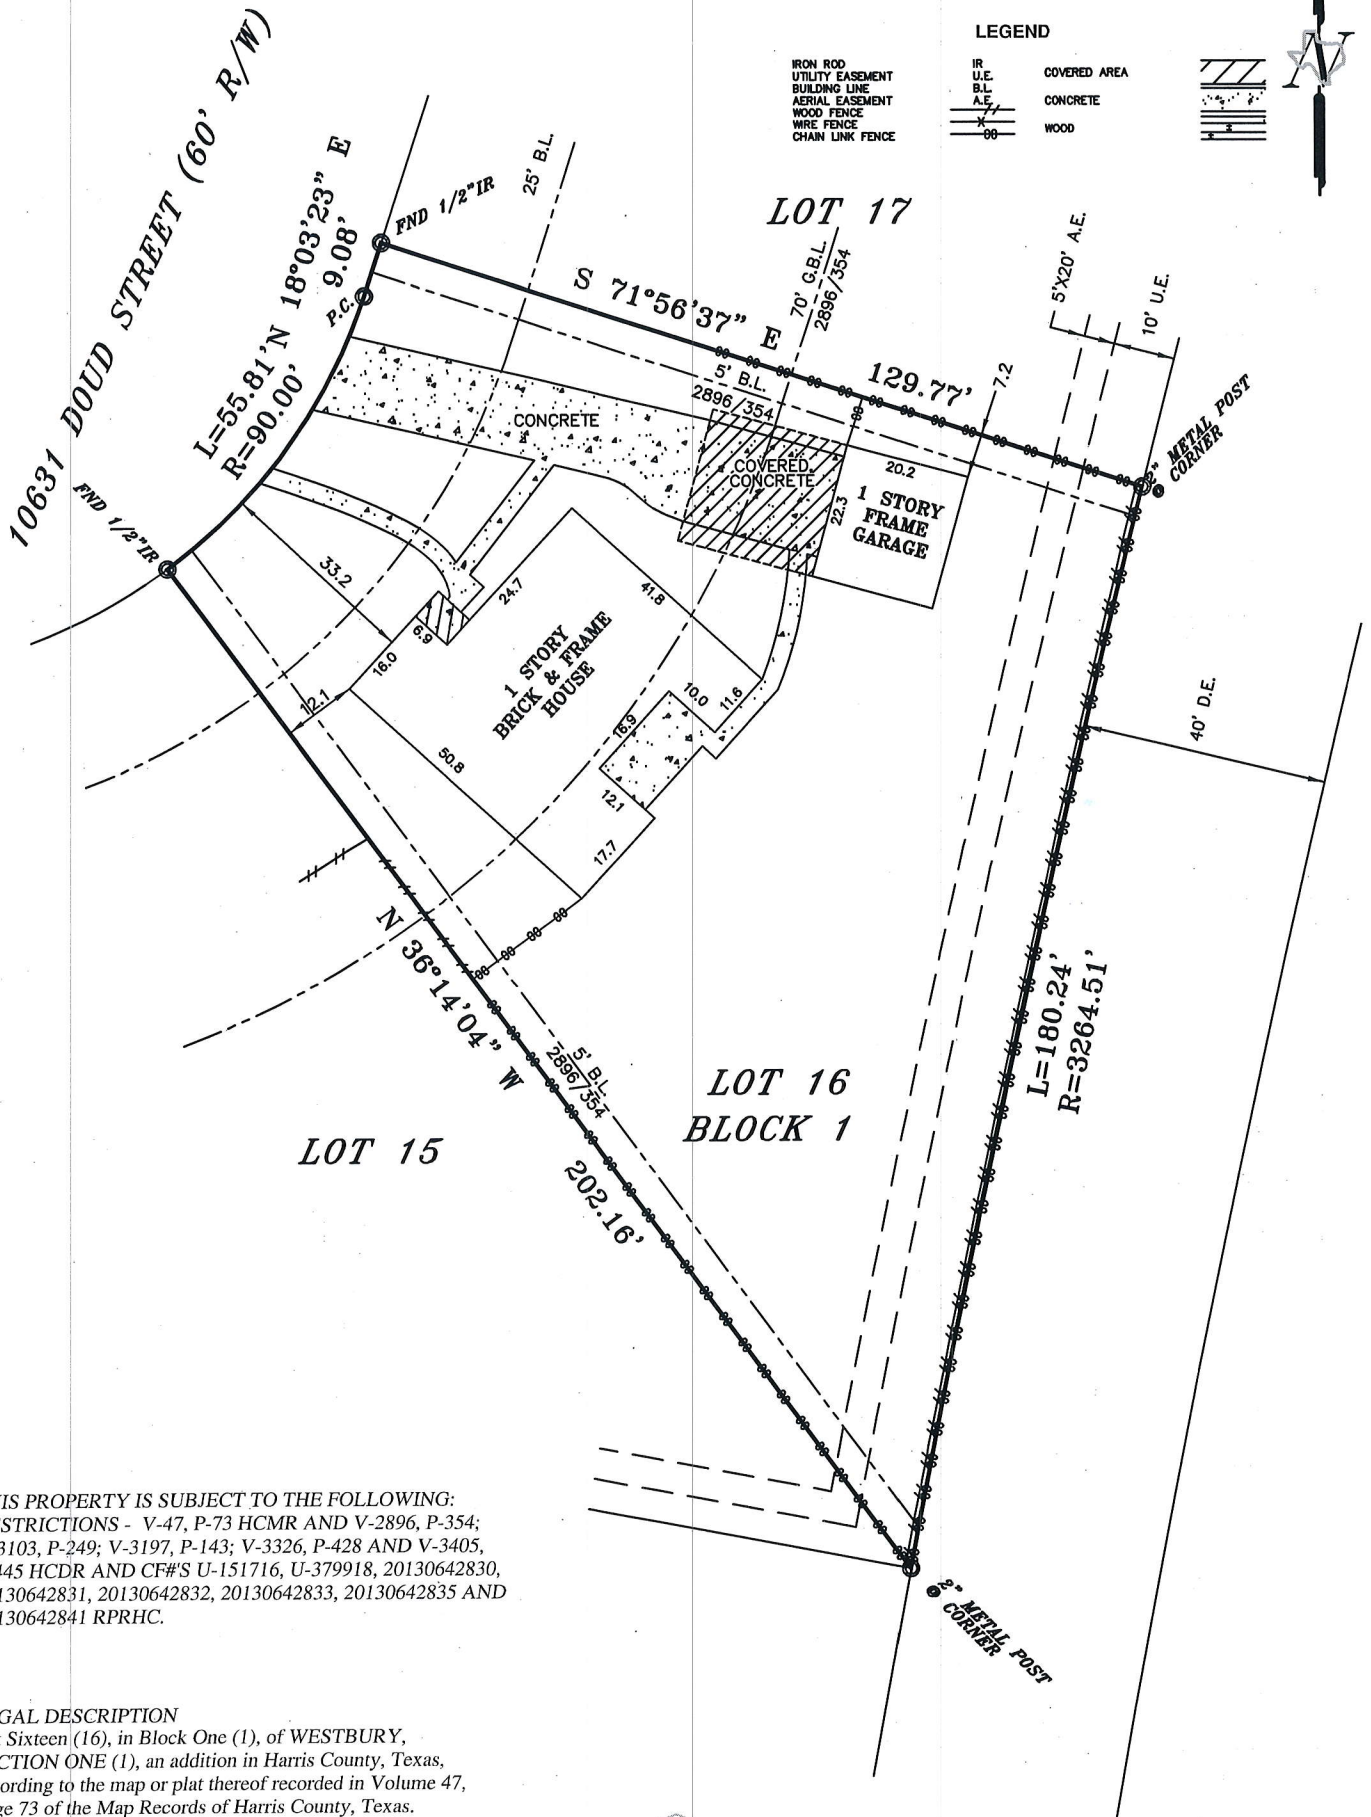 LEGEND
IRON ROD IR
UTILITY EASEMENT U.E.
BUILDING LINE B.L.
AERIAL EASEMENT A.E.
WOOD FENCE
WIRE FENCE
CHAIN LINK FENCE
COVERED AREA
CONCRETE
WOOD
N
10631 DOUD STREET (60' R/W)
N 18°03'23" E
9.08'
L=55.81'
R=90.00'
P.C.
FND 1/2"IR
FND 1/2"IR
25' B.L.
LOT 17
S 71°56'37" E
129.77'
70' G.B.L.
2896/354
5' B.L.
2896/354
7.2
5'X20' A.E.
10' U.E.
2" METAL POST
CORNER
CONCRETE
COVERED
CONCRETE
20.2
22.3
1 STORY
FRAME
GARAGE
33.2
24.7
41.8
6.9
16.0
12.1
1 STORY
BRICK & FRAME
HOUSE
10.0
11.6
16.9
50.8
12.1
17.7
40' D.E.
N 36°14'04" W
202.16'
5' B.L.
2896/354
L=180.24'
R=3264.51'
LOT 16
BLOCK 1
LOT 15
2" METAL POST
CORNER
IS PROPERTY IS SUBJECT TO THE FOLLOWING:
STRICTIONS - V-47, P-73 HCMR AND V-2896, P-354;
3103, P-249; V-3197, P-143; V-3326, P-428 AND V-3405,
445 HCDR AND CF#'S U-151716, U-379918, 20130642830,
130642831, 20130642832, 20130642833, 20130642835 AND
130642841 RPRHC.
GAL DESCRIPTION
Sixteen (16), in Block One (1), of WESTBURY,
CTION ONE (1), an addition in Harris County, Texas,
ording to the map or plat thereof recorded in Volume 47,
ge 73 of the Map Records of Harris County, Texas.